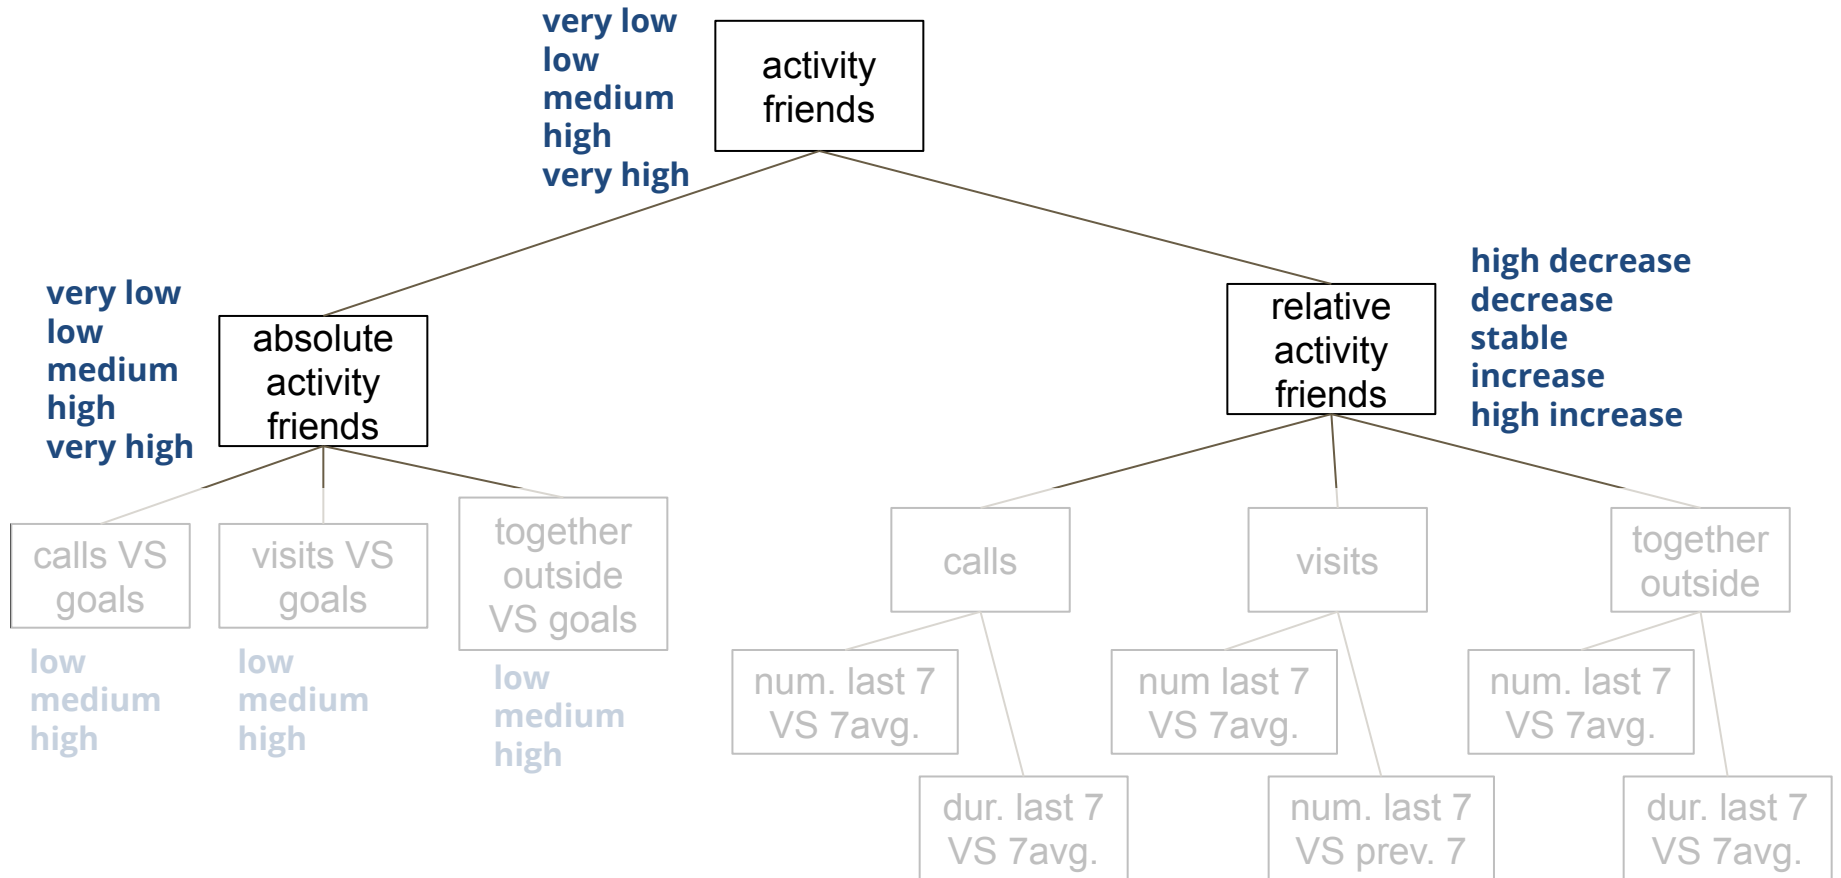 very low
low
medium
high
very high
activity
friends
very low
low
medium
high
very high
absolute
activity
friends
relative
activity
friends
high decrease
decrease
stable
increase
high increase
calls VS
goals
low
medium
high
visits VS
goals
low
medium
high
together
outside
VS goals
low
medium
high
calls
visits
together
outside
num. last 7
VS 7avg.
dur. last 7
VS 7avg.
num last 7
VS 7avg.
num. last 7
VS prev. 7
num. last 7
VS 7avg.
dur. last 7
VS 7avg.